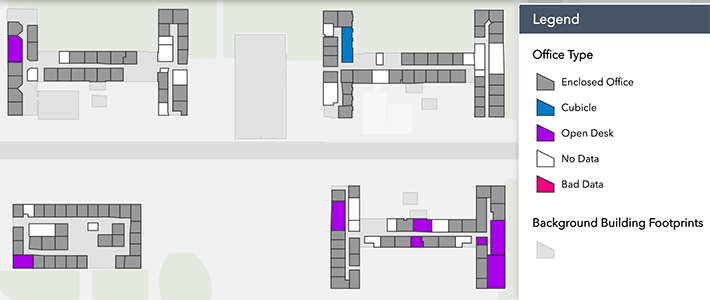 Legend
Office Type
Enclosed Office
Cubicle
Open Desk
No Data
Bad Data
Background Building Footprints